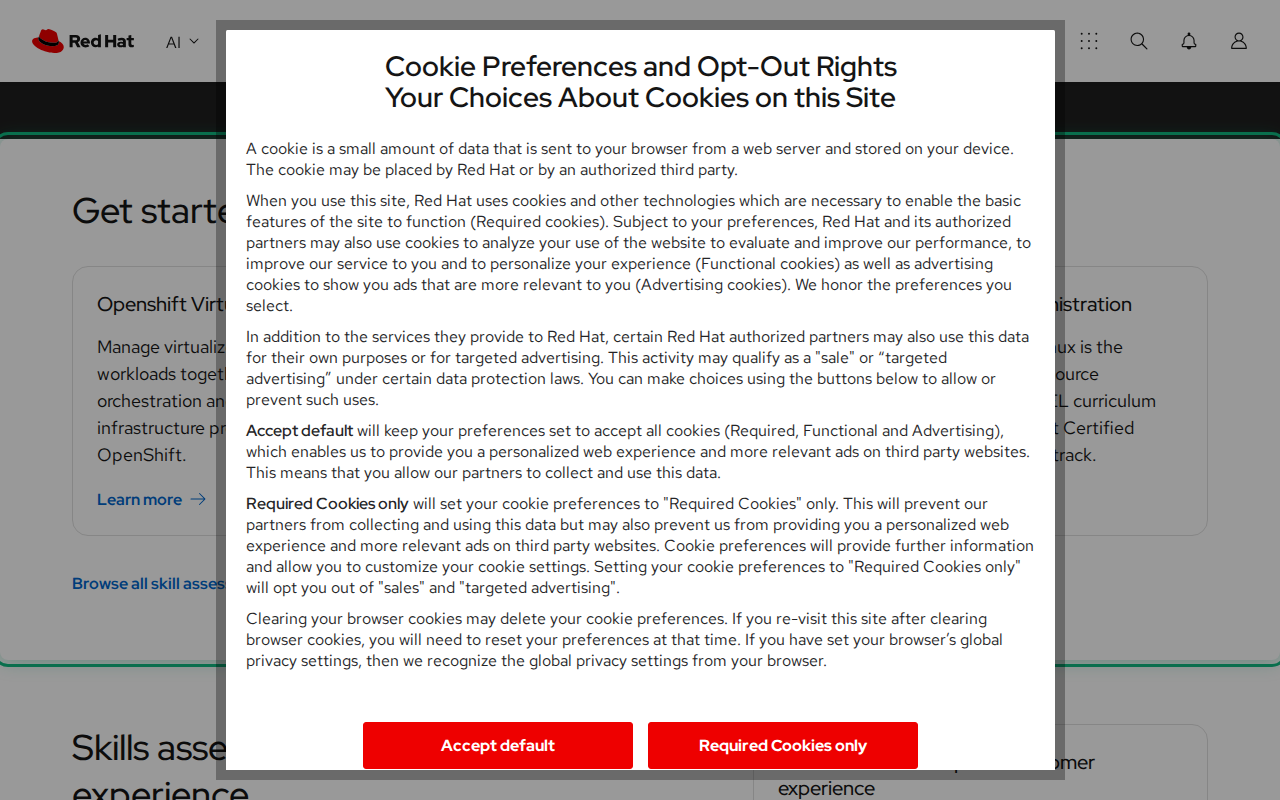 Red Hat
AI
Cookie Preferences and Opt-Out Rights
Your Choices About Cookies on this Site
A cookie is a small amount of data that is sent to your browser from a web server and stored on your device.
The cookie may be placed by Red Hat or by an authorized third party.
When you use this site, Red Hat uses cookies and other technologies which are necessary to enable the basic
features of the site to function (Required cookies). Subject to your preferences, Red Hat and its authorized
partners may also use cookies to analyze your use of the website to evaluate and improve our performance, to
improve our service to you and to personalize your experience (Functional cookies) as well as advertising
cookies to show you ads that are more relevant to you (Advertising cookies). We honor the preferences you
select.
In addition to the services they provide to Red Hat, certain Red Hat authorized partners may also use this data
for their own purposes or for targeted advertising. This activity may qualify as a "sale" or “targeted
advertising” under certain data protection laws. You can make choices using the buttons below to allow or
prevent such uses.
Accept default will keep your preferences set to accept all cookies (Required, Functional and Advertising),
which enables us to provide you a personalized web experience and more relevant ads on third party websites.
This means that you allow our partners to collect and use this data.
Required Cookies only will set your cookie preferences to "Required Cookies" only. This will prevent our
partners from collecting and using this data but may also prevent us from providing you a personalized web
experience and more relevant ads on third party websites. Cookie preferences will provide further information
and allow you to customize your cookie settings. Setting your cookie preferences to "Required Cookies only"
will opt you out of "sales" and "targeted advertising".
Clearing your browser cookies may delete your cookie preferences. If you re-visit this site after clearing
browser cookies, you will need to reset your preferences at that time. If you have set your browser’s global
privacy settings, then we recognize the global privacy settings from your browser.
Accept default
Required Cookies only
Get starte
Openshift Virtu
Manage virtualiz
workloads togeth
orchestration an
infrastructure pr
OpenShift.
Learn more
Browse all skill asses
nistration
ux is the
ource
curriculum
Certified
track.
Skills asse
experience
omer
experience